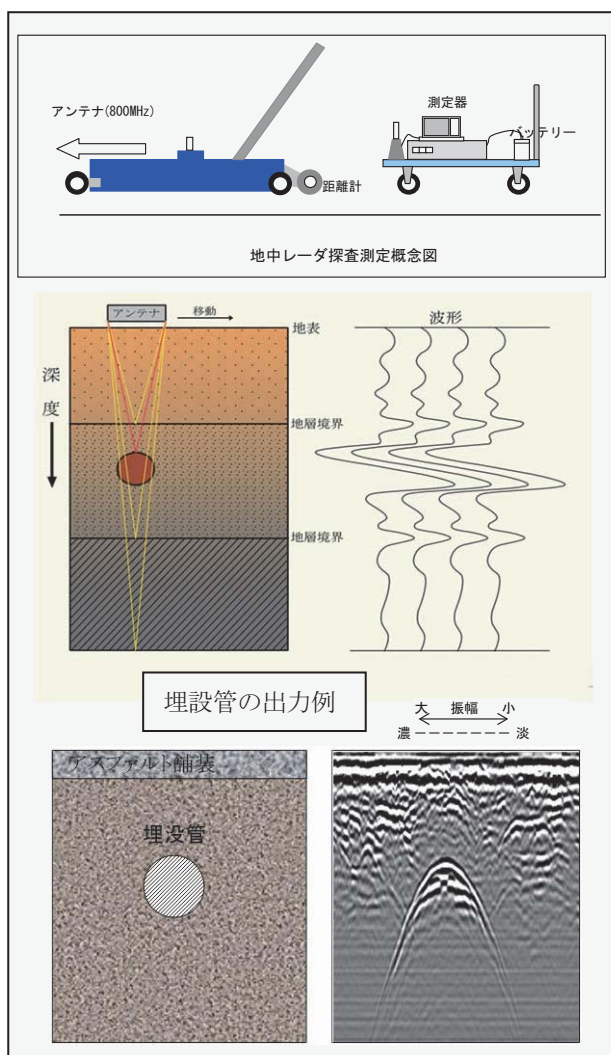 アンテナ(800MHz)
測定器
バッテリー
距離計
地中レーダ探査測定概念図
アンテナ
移動
波形
地表
深度
地層境界
地層境界
埋設管の出力例
大 振幅 小
濃 ------- 淡
アスファルト舗装
埋没管